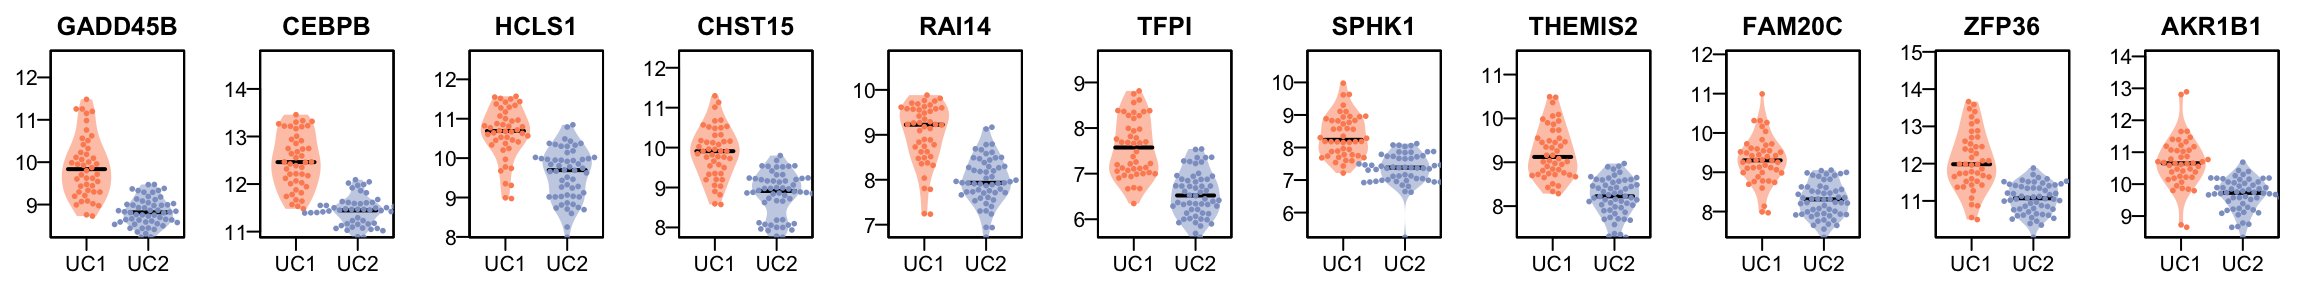 GADD45B CEBPB HCLS1 CHST15 RAI14 TFPI SPHK1 THEMIS2 FAM20C ZFP36 AKR1B1
12 11 10 9
14 13 12 11
12 11 10 9 8
12 11 10 9 8
10 9 8 7
9 8 7 6
10 9 8 7 6
11 10 9 8
12 11 10 9 8
15 14 13 12 11
14 13 12 11 10 9
UC1 UC2 UC1 UC2 UC1 UC2 UC1 UC2 UC1 UC2 UC1 UC2 UC1 UC2 UC1 UC2 UC1 UC2 UC1 UC2 UC1 UC2